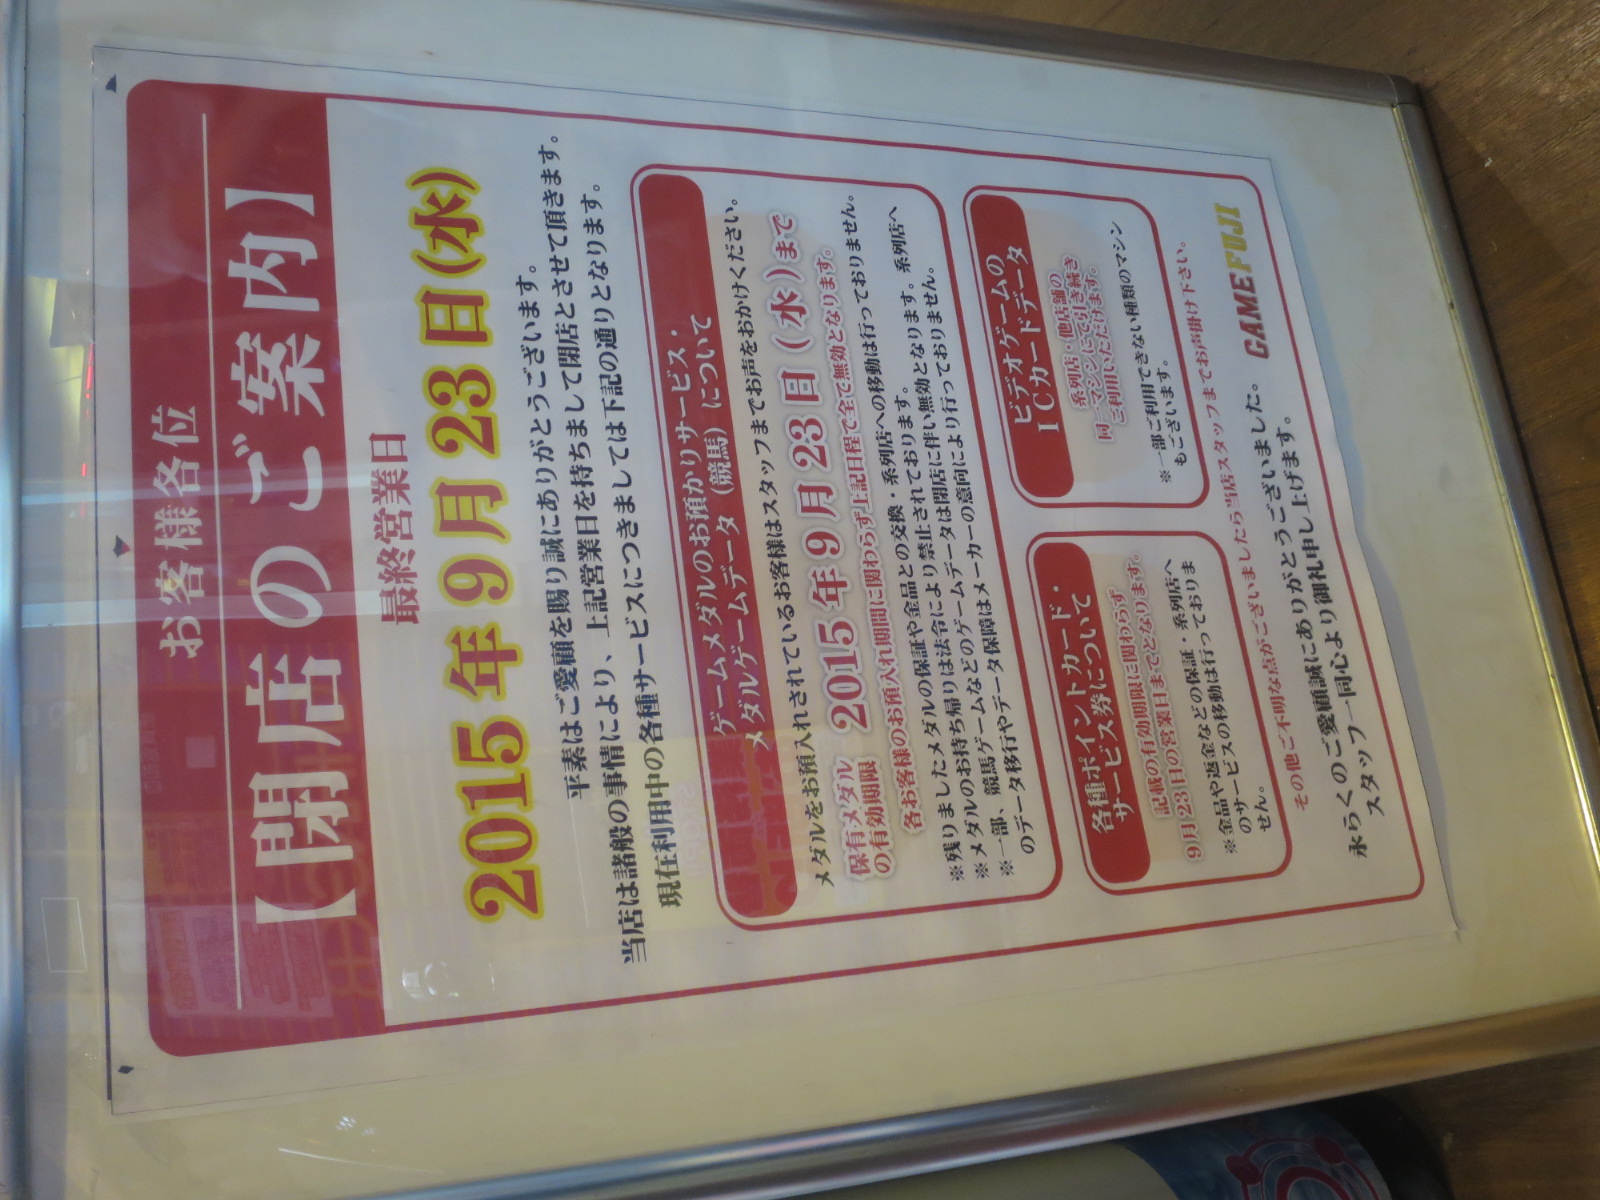 お客様各位
【閉店のご案内】
最終営業日
2015年9月23日(水)
平素はご愛顧を賜り誠にありがとうございます。
当店は諸般の事情により、上記営業日を持ちまして閉店とさせて頂きます。
現在利用中の各種サービスにつきましては下記の通りとなります。
ゲームメダルのお預かりサービス・
メダルゲームデータ(競馬)について
メダルをお預入れされているお客様はスタッフまでお声をおかけください。
保有メダル
の有効期限
2015年9月23日(水)まで
各お客様のお預入れ期間に関わらず上記日程で全て無効となります。
※残りましたメダルの保証や金品との交換・系列店への移動は行っておりません。
※メダルのお持ち帰りは法令により禁止されております。
※一部、競馬ゲームなどのゲームデータは閉店に伴い無効となります。系列店へ
のデータ移行やデータ保障はメーカーの意向により行っておりません。
各種ポイントカード・
サービス券について
記載の有効期限に関わらず
9月23日の営業日までとなります。
※金品や返金などの保証・系列店へ
のサービスの移動は行っておりま
せん。
ビデオゲームの
ICカードデータ
系列店・他店舗の
同一マシンにて引き続き
ご利用いただけます。
※一部ご利用できない種類のマシン
もございます。
その他ご不明な点がございましたら当店スタッフまでお声掛け下さい。
永らくのご愛顧誠にありがとうございました。
スタッフ一同心より御礼申し上げます。
GAME FUJI